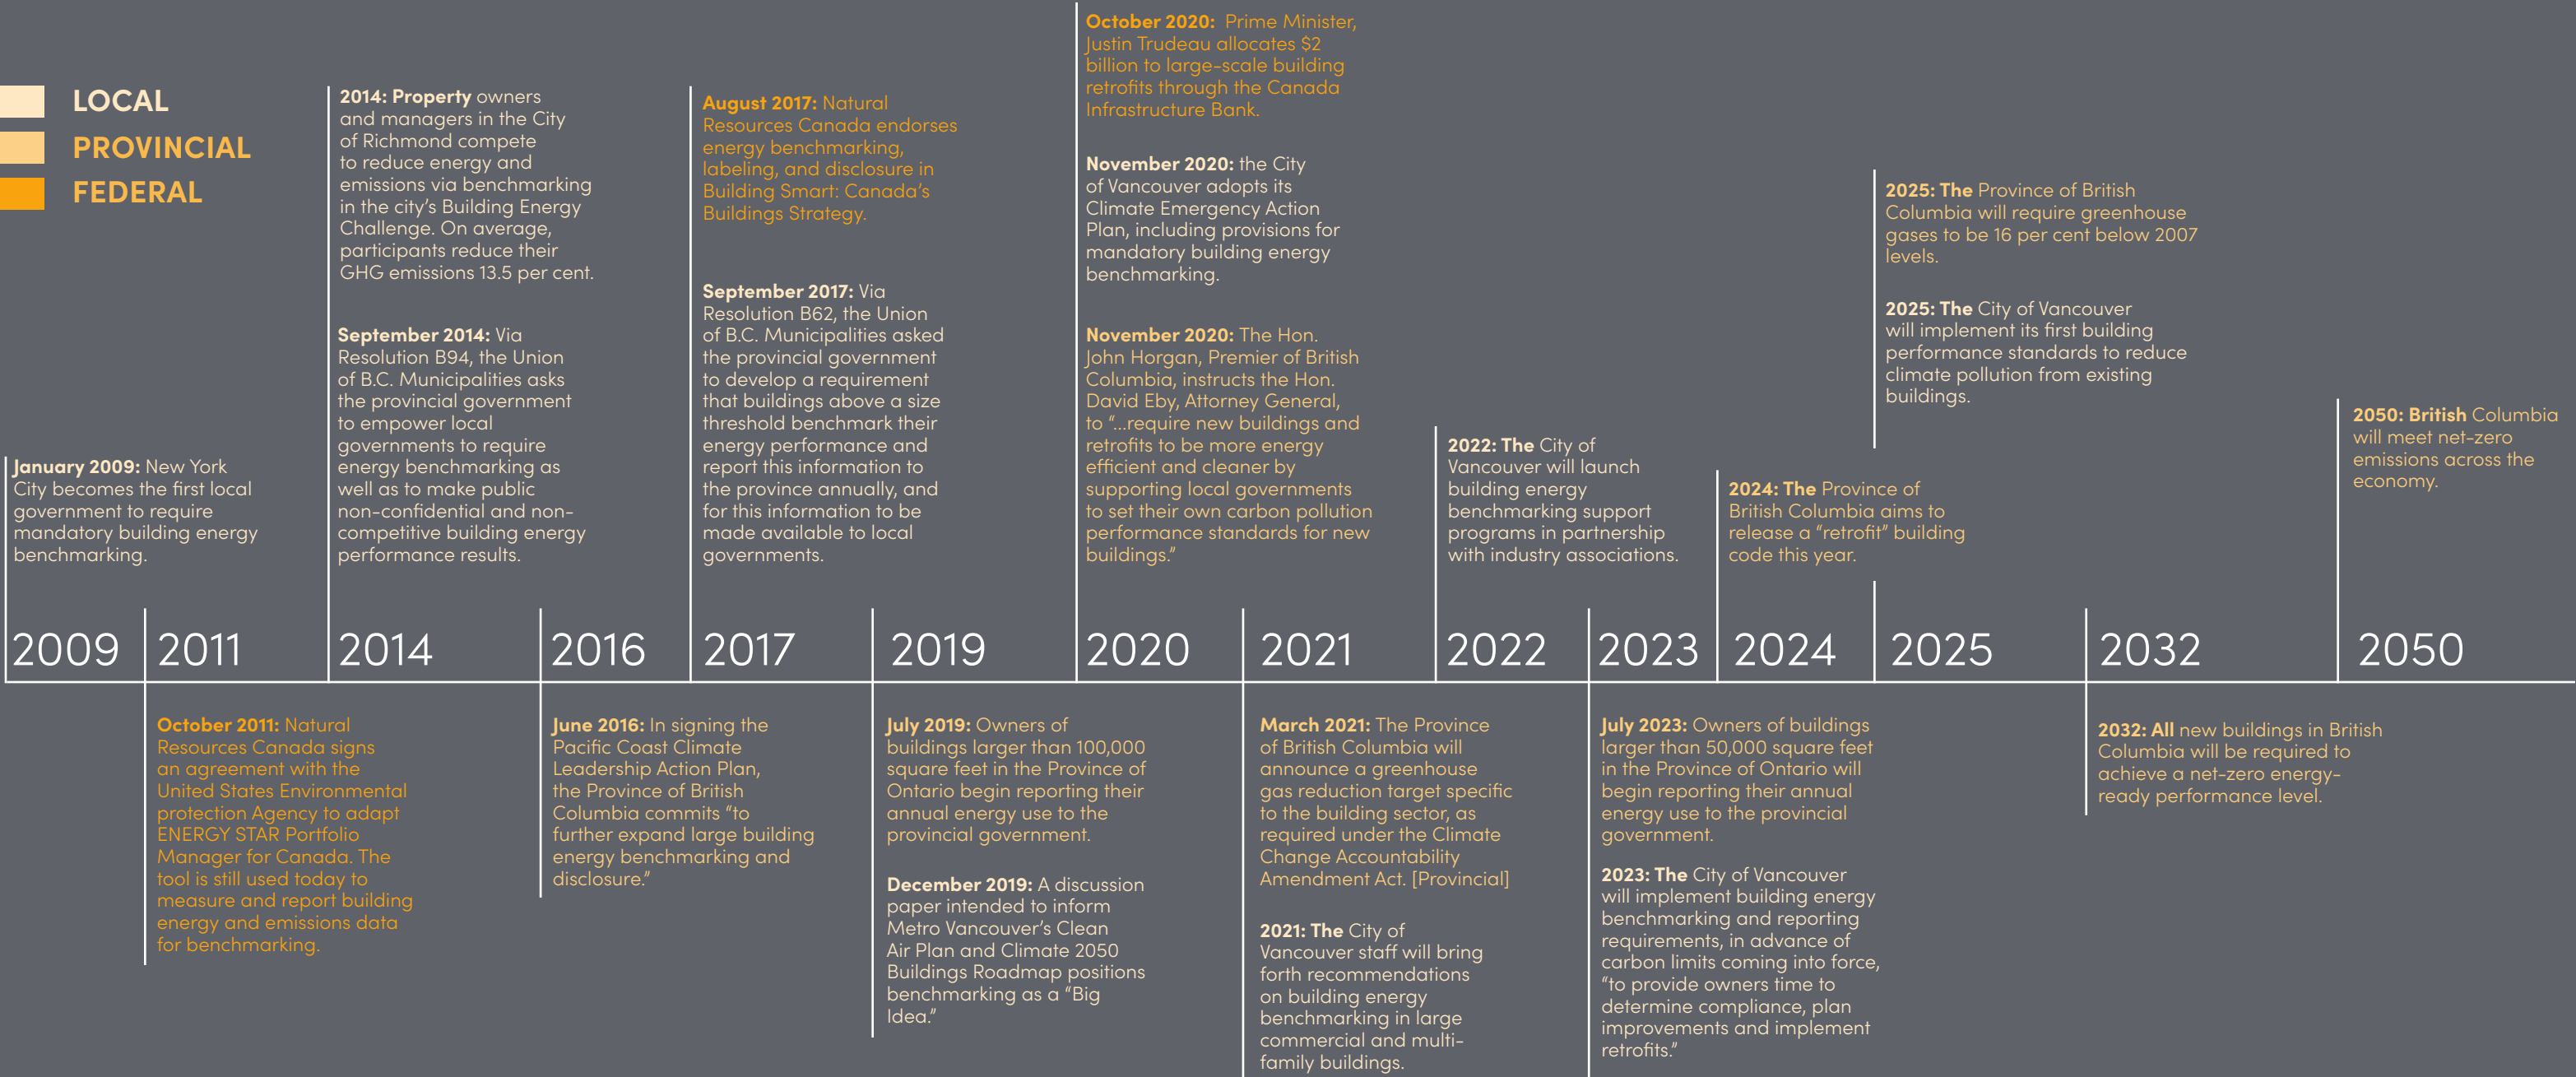 LOCAL
PROVINCIAL
FEDERAL
January 2009: New York
City becomes the first local
government to require
mandatory building energy
benchmarking.
2014: Property owners
and managers in the City
of Richmond compete
to reduce energy and
emissions via benchmarking
in the city's Building Energy
Challenge. On average,
participants reduce their
GHG emissions 13.5 per cent.
September 2014: Via
Resolution B94, the Union
of B.C. Municipalities asks
the provincial government
to empower local
governments to require
energy benchmarking as
well as to make public
non-confidential and non-
competitive building energy
performance results.
August 2017: Natural
Resources Canada endorses
energy benchmarking,
labeling, and disclosure in
Building Smart: Canada's
Buildings Strategy.
September 2017: Via
Resolution B62, the Union
of B.C. Municipalities asked
the provincial government
to develop a requirement
that buildings above a size
threshold benchmark their
energy performance and
report this information to
the province annually, and
for this information to be
made available to local
governments.
October 2020: Prime Minister,
Justin Trudeau allocates $2
billion to large-scale building
retrofits through the Canada
Infrastructure Bank.
November 2020: the City
of Vancouver adopts its
Climate Emergency Action
Plan, including provisions for
mandatory building energy
benchmarking.
November 2020: The Hon.
John Horgan, Premier of British
Columbia, instructs the Hon.
David Eby, Attorney General,
to "...require new buildings and
retrofits to be more energy
efficient and cleaner by
supporting local governments
to set their own carbon pollution
performance standards for new
buildings."
2022: The City of
Vancouver will launch
building energy
benchmarking support
programs in partnership
with industry associations.
2024: The Province of
British Columbia aims to
release a "retrofit" building
code this year.
2025: The Province of British
Columbia will require greenhouse
gases to be 16 per cent below 2007
levels.
2025: The City of Vancouver
will implement its first building
performance standards to reduce
climate pollution from existing
buildings.
2050: British Columbia
will meet net-zero
emissions across the
economy.
2009
2011
2014
2016
2017
2019
2020
2021
2022
2023
2024
2025
2032
2050
October 2011: Natural
Resources Canada signs
an agreement with the
United States Environmental
protection Agency to adapt
ENERGY STAR Portfolio
Manager for Canada. The
tool is still used today to
measure and report building
energy and emissions data
for benchmarking.
June 2016: In signing the
Pacific Coast Climate
Leadership Action Plan,
the Province of British
Columbia commits "to
further expand large building
energy benchmarking and
disclosure."
July 2019: Owners of
buildings larger than 100,000
square feet in the Province of
Ontario begin reporting their
annual energy use to the
provincial government.
December 2019: A discussion
paper intended to inform
Metro Vancouver's Clean
Air Plan and Climate 2050
Buildings Roadmap positions
benchmarking as a "Big
Idea."
March 2021: The Province
of British Columbia will
announce a greenhouse
gas reduction target specific
to the building sector, as
required under the Climate
Change Accountability
Amendment Act. [Provincial]
2021: The City of
Vancouver staff will bring
forth recommendations
on building energy
benchmarking in large
commercial and multi-
family buildings.
July 2023: Owners of buildings
larger than 50,000 square feet
in the Province of Ontario will
begin reporting their annual
energy use to the provincial
government.
2023: The City of Vancouver
will implement building energy
benchmarking and reporting
requirements, in advance of
carbon limits coming into force,
"to provide owners time to
determine compliance, plan
improvements and implement
retrofits."
2032: All new buildings in British
Columbia will be required to
achieve a net-zero energy-
ready performance level.